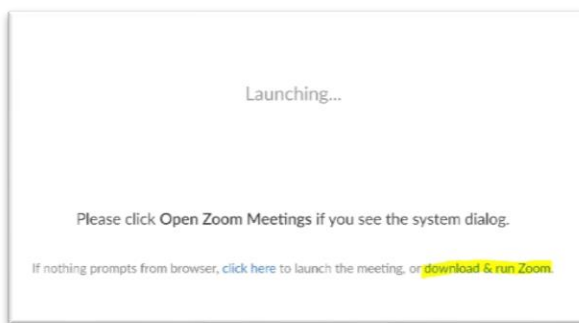 Launching...
Please click Open Zoom Meetings if you see the system dialog.
If nothing prompts from browser, click here to launch the meeting, or download & run Zoom.